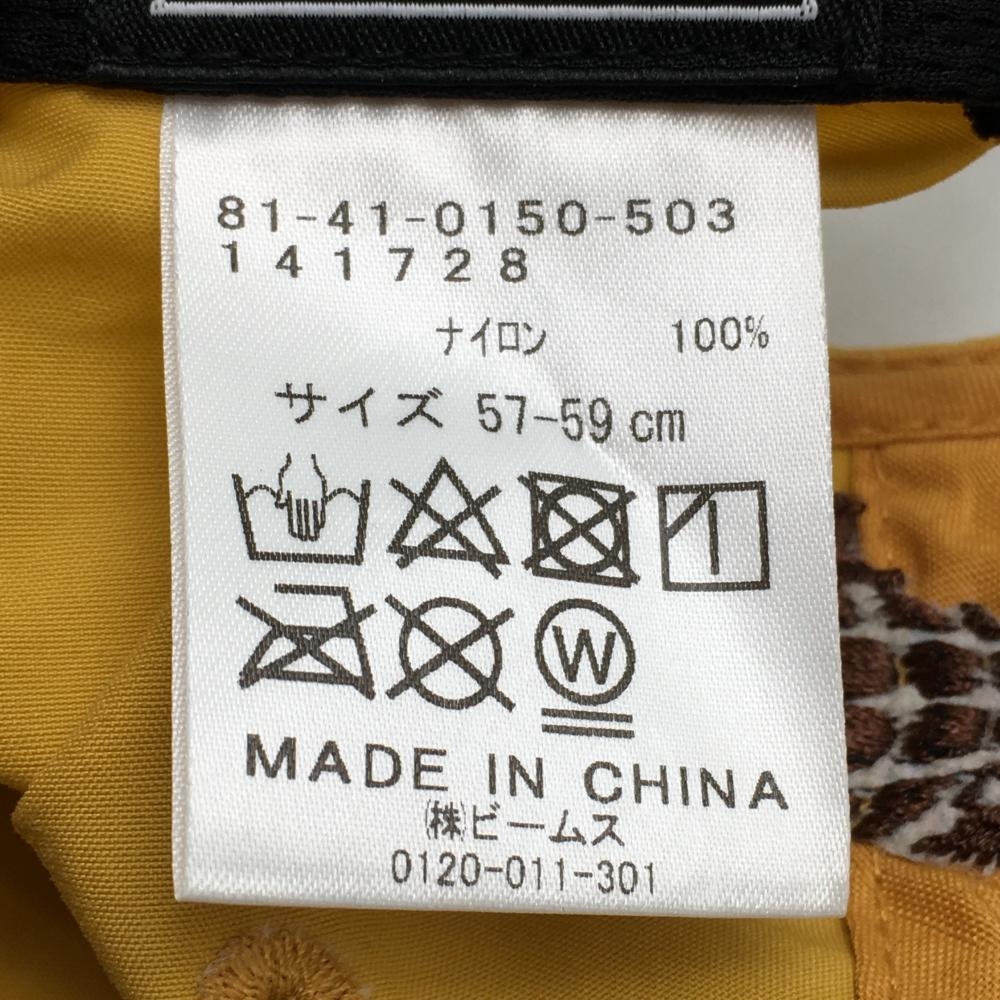 81-41-0150-503
141728
ナイロン 100%
サイズ 57-59 cm
W
MADE IN CHINA
㈱ビームス
0120-011-301